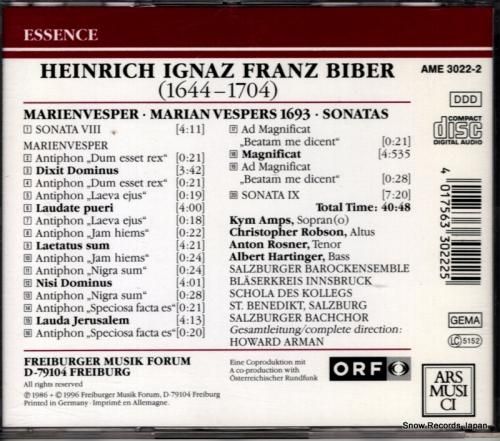 ESSENCE
HEINRICH IGNAZ FRANZ BIBER
(1644–1704)
AME 3022-2
MARIENVESPER · MARIAN VESPERS 1693 · SONATAS
1 SONATA VIII [4:11]
MARIENVESPER
2 Antiphon „Dum esset rex" [0:21]
3 Dixit Dominus [3:42]
4 Antiphon „Dum esset rex" [0:21]
5 Antiphon „Laeva ejus" [0:19]
6 Laudate pueri [4:00]
7 Antiphon „Laeva ejus" [0:18]
8 Antiphon „Jam hiems" [0:22]
9 Laetatus sum [4:21]
10 Antiphon „Jam hiems" [0:24]
11 Antiphon „Nigra sum" [0:24]
12 Nisi Dominus [4:01]
13 Antiphon „Nigra sum" [0:28]
14 Antiphon „Speciosa facta es" [0:21]
15 Lauda Jerusalem [4:13]
16 Antiphon „Speciosa facta es" [0:20]
17 Ad Magnificat
„Beatam me dicent" [0:21]
18 Magnificat [4:535
19 Ad Magnificat
„Beatam me dicent" [0:28]
20 SONATA IX [7:20]
Total Time: 40:48
Kym Amps, Sopran(o)
Christopher Robson, Altus
Anton Rosner, Tenor
Albert Hartinger, Bass
SALZBURGER BAROCKENSEMBLE
BLÄSERKREIS INNSBRUCK
SCHOLA DES KOLLEGS
ST. BENEDIKT, SALZBURG
SALZBURGER BACHCHOR
Gesamtleitung/complete direction:
HOWARD ARMAN
DDD
COMPACT
disc
DIGITAL AUDIO
4 017563 302225
GEMA
LC 5152
FREIBURGER MUSIK FORUM
D-79104 FREIBURG
All rights reserved
℗ 1986 + © 1996 Freiburger Musik Forum, D-79104 Freiburg
Printed in Germany · Imprimé en Allemagne.
Eine Coproduktion mit
A co-production with
Österreichischer Rundfunk
ORF
ARS
MUSI
CI
Snow Records Japan